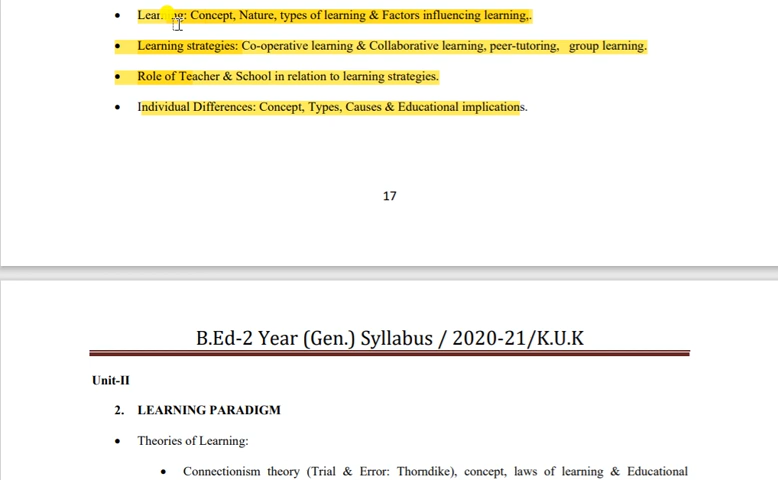 • Learning: Concept, Nature, types of learning & Factors influencing learning,.
• Learning strategies: Co-operative learning & Collaborative learning, peer-tutoring, group learning.
• Role of Teacher & School in relation to learning strategies.
• Individual Differences: Concept, Types, Causes & Educational implications.
17
B.Ed-2 Year (Gen.) Syllabus / 2020-21/K.U.K
Unit-II
2. LEARNING PARADIGM
• Theories of Learning:
• Connectionism theory (Trial & Error: Thorndike), concept, laws of learning & Educational